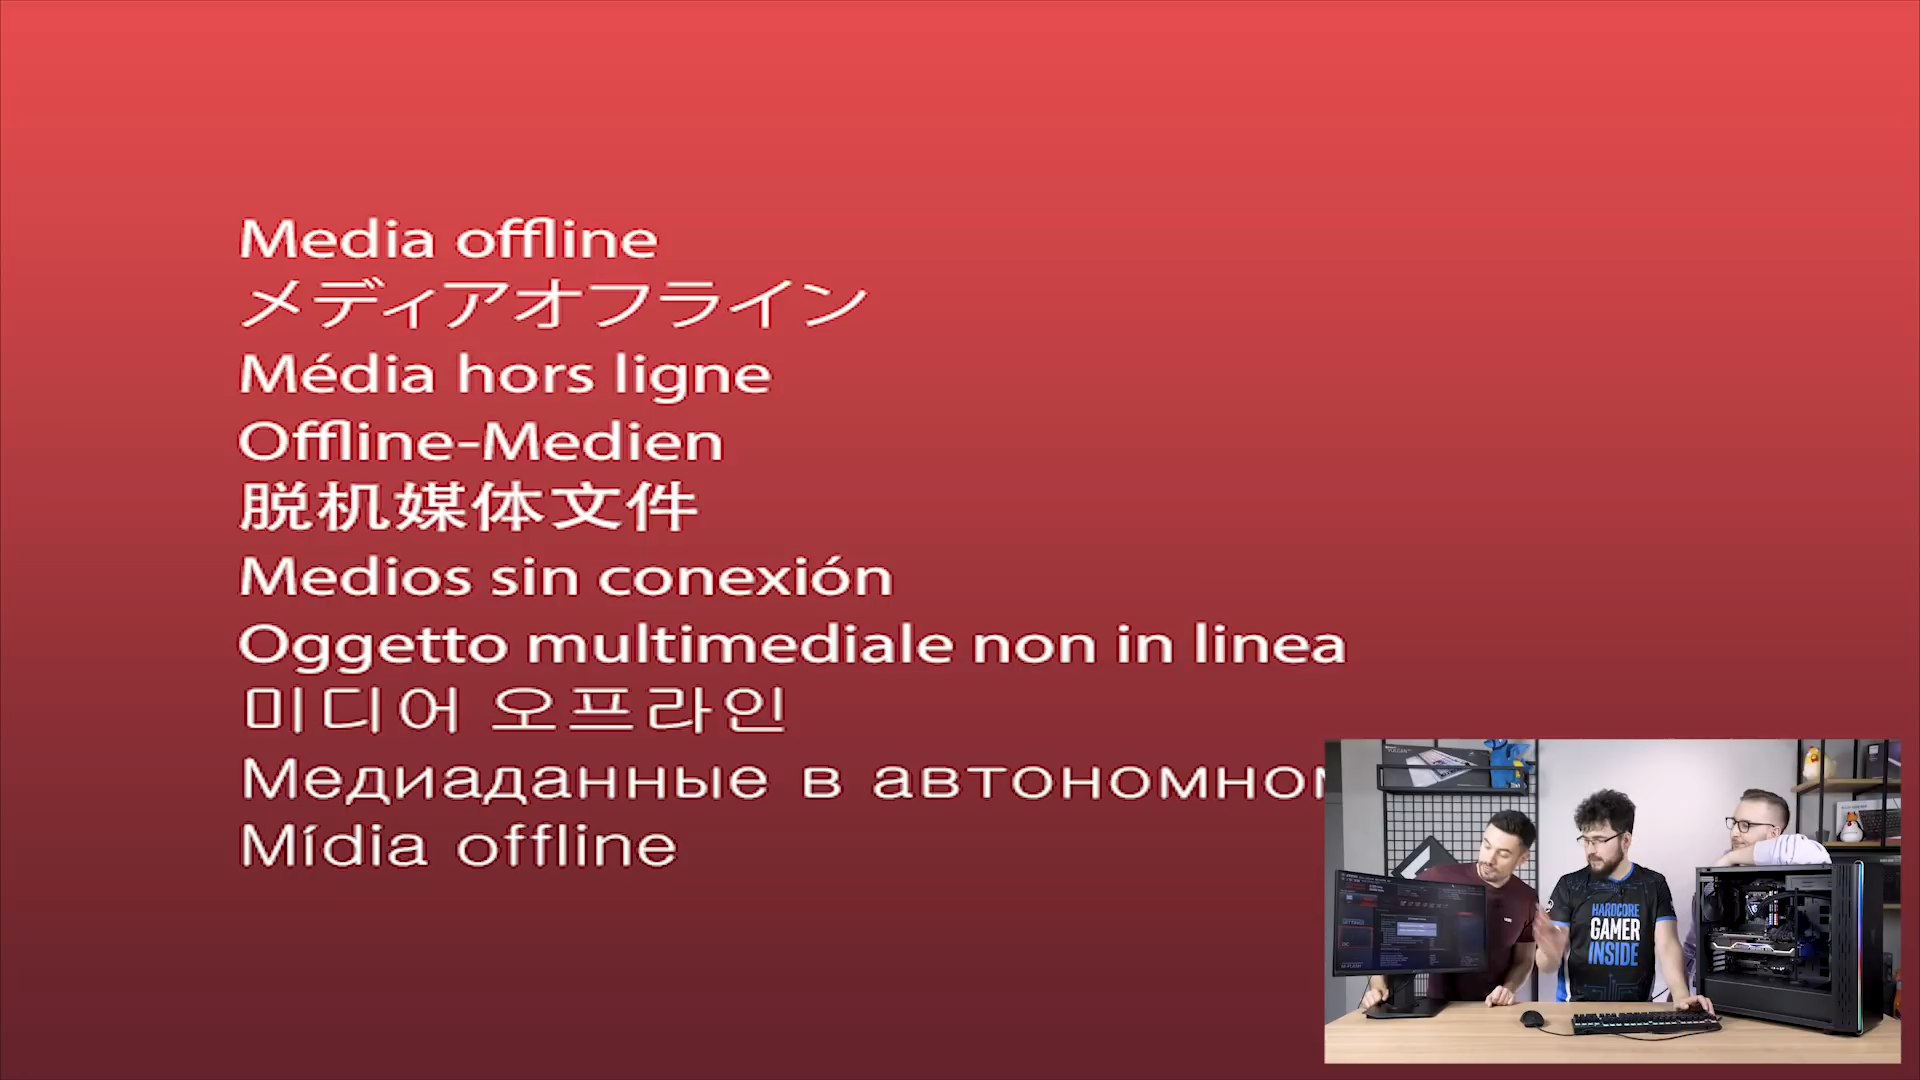 Media offline
メディアオフライン
Média hors ligne
Offline-Medien
脱机媒体文件
Medios sin conexión
Oggetto multimediale non in linea
미디어 오프라인
Медиаданные в автономном
Mídia offline
HARDCORE
GAMER
INSIDE